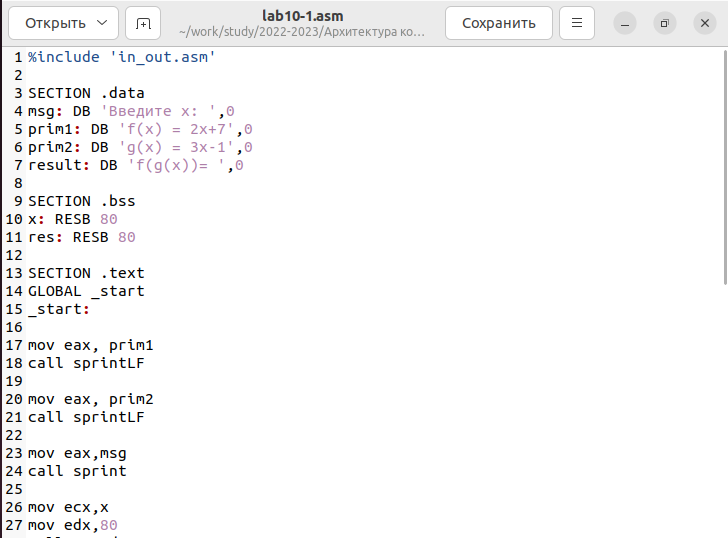 Открыть
lab10-1.asm
~/work/study/2022-2023/Архитектура ко...
Сохранить
1 %include 'in_out.asm'
2
3 SECTION .data
4 msg: DB 'Введите x: ',0
5 prim1: DB 'f(x) = 2x+7',0
6 prim2: DB 'g(x) = 3x-1',0
7 result: DB 'f(g(x))= ',0
8
9 SECTION .bss
10 x: RESB 80
11 res: RESB 80
12
13 SECTION .text
14 GLOBAL _start
15 _start:
16
17 mov eax, prim1
18 call sprintLF
19
20 mov eax, prim2
21 call sprintLF
22
23 mov eax,msg
24 call sprint
25
26 mov ecx,x
27 mov edx,80